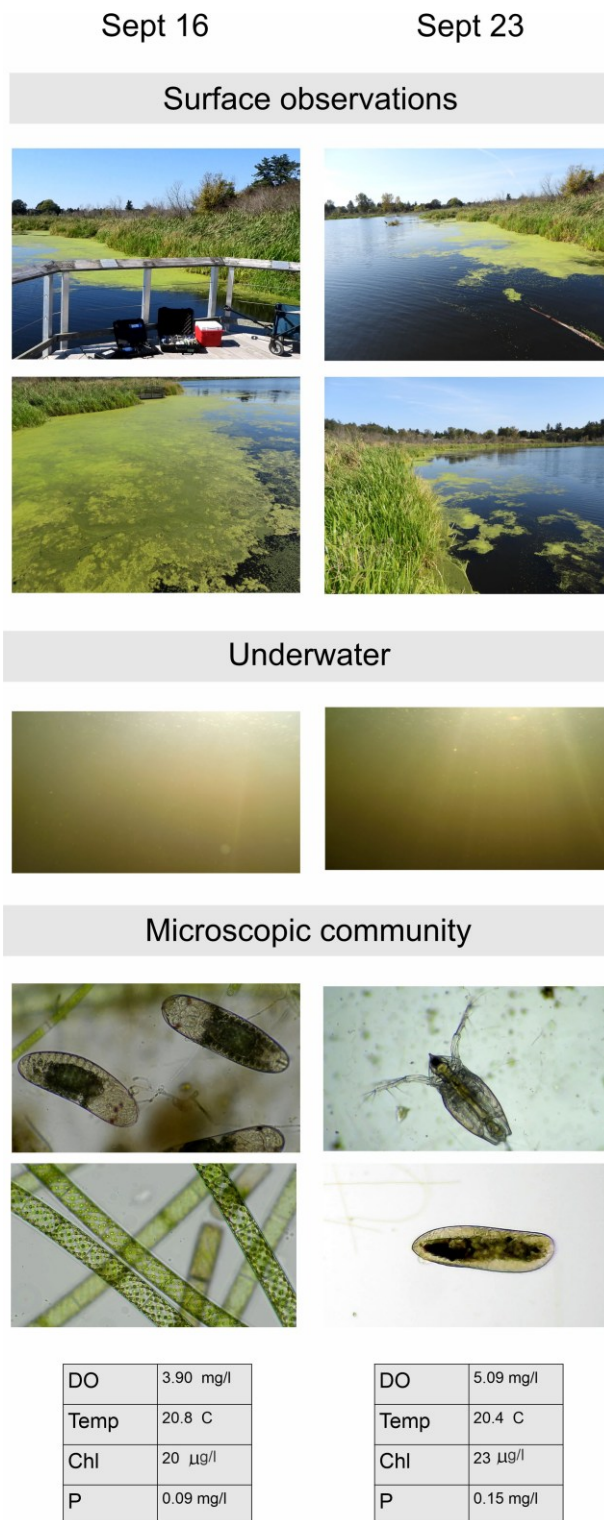 Sept 16 Sept 23
Surface observations
Underwater
Microscopic community
DO 3.90 mg/l DO 5.09 mg/l
Temp 20.8 C Temp 20.4 C
Chl 20 μg/l Chl 23 μg/l
P 0.09 mg/l P 0.15 mg/l